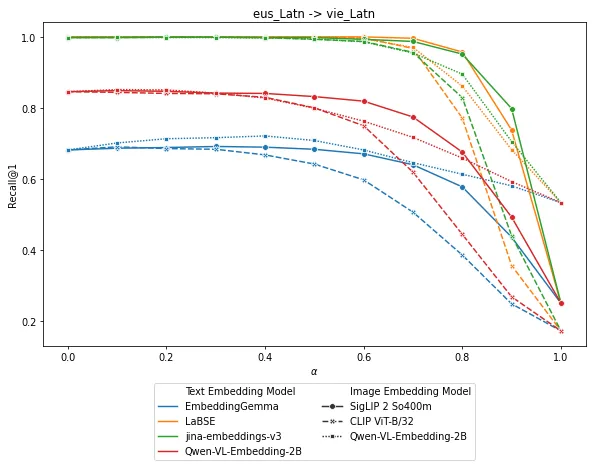 eus_Latn -> vie_Latn
1.0
0.8
0.6
0.4
0.2
Recall@1
0.0 0.2 0.4 0.6 0.8 1.0
α
Text Embedding Model Image Embedding Model
EmbeddingGemma SigLIP 2 So400m
LaBSE CLIP ViT-B/32
jina-embeddings-v3 Qwen-VL-Embedding-2B
Qwen-VL-Embedding-2B